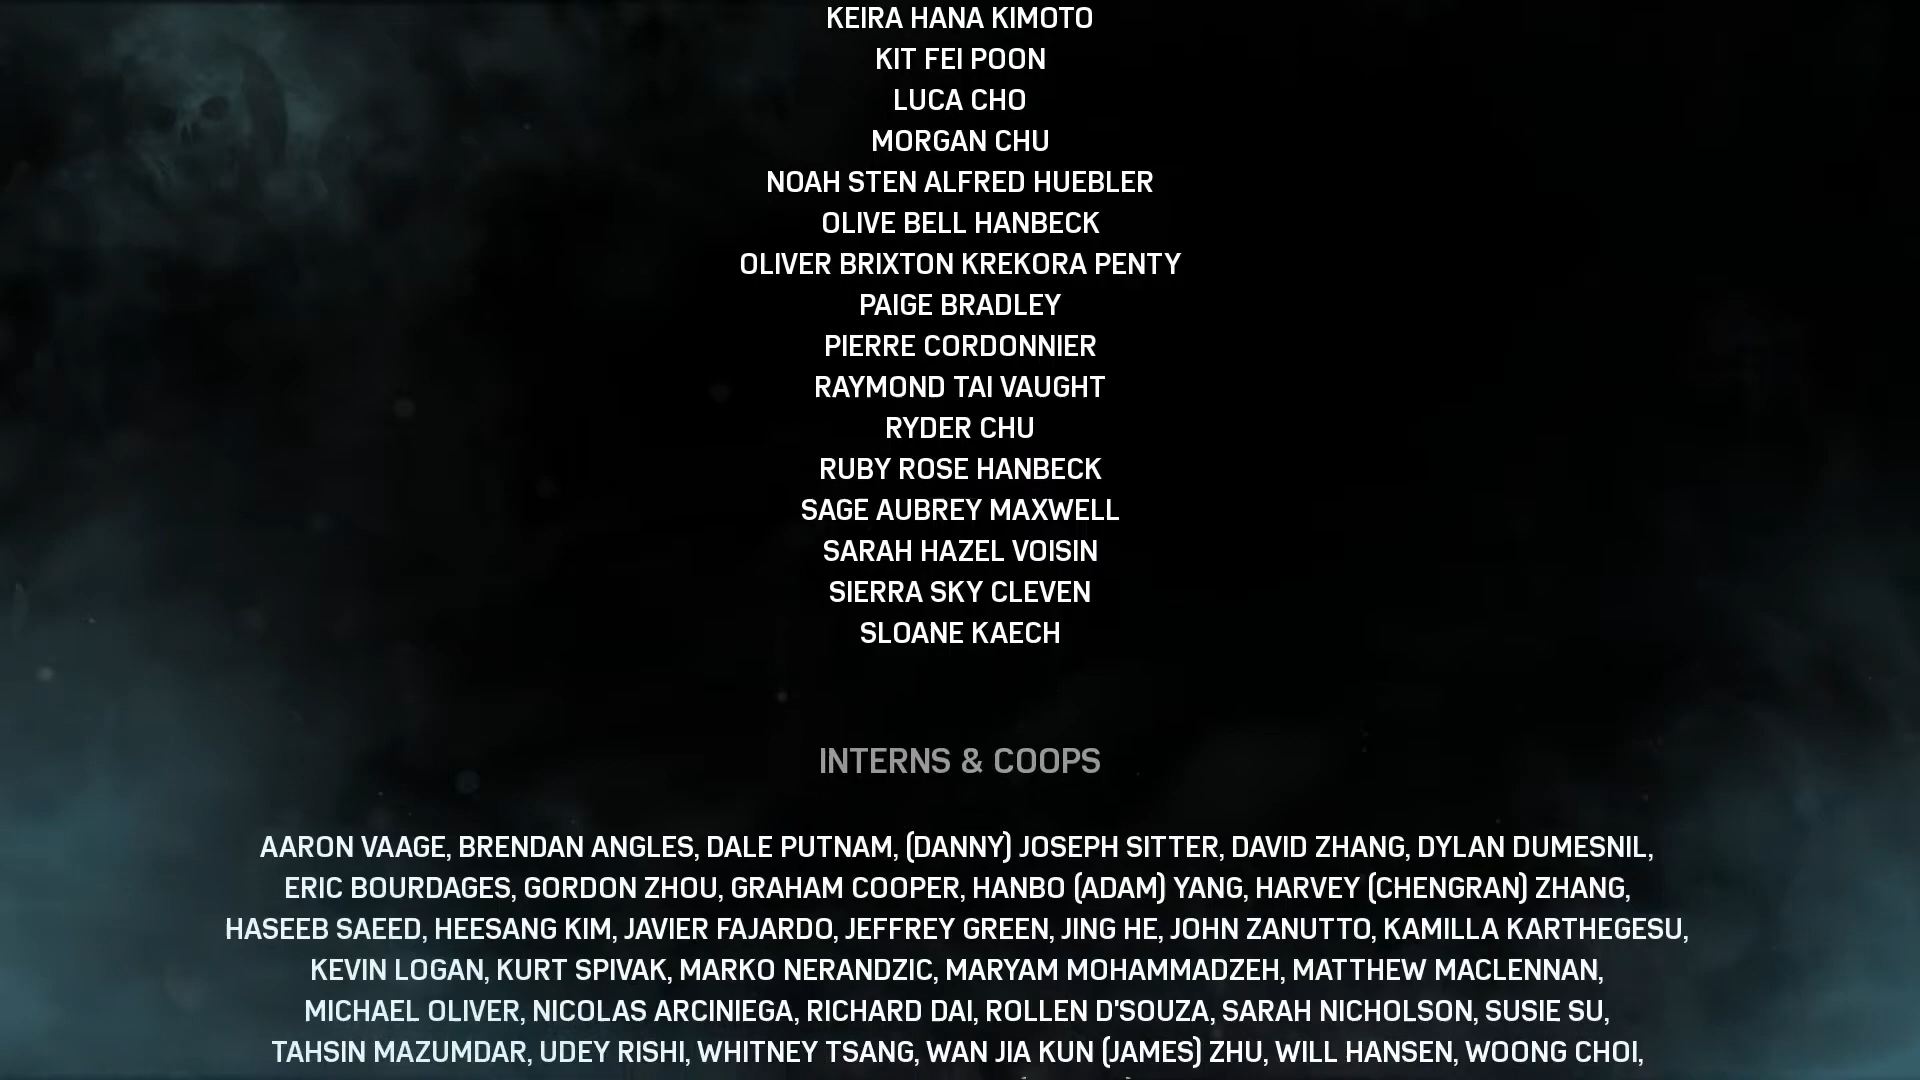 KEIRA HANA KIMOTO
KIT FEI POON
LUCA CHO
MORGAN CHU
NOAH STEN ALFRED HUEBLER
OLIVE BELL HANBECK
OLIVER BRIXTON KREKORA PENTY
PAIGE BRADLEY
PIERRE CORDONNIER
RAYMOND TAI VAUGHT
RYDER CHU
RUBY ROSE HANBECK
SAGE AUBREY MAXWELL
SARAH HAZEL VOISIN
SIERRA SKY CLEVEN
SLOANE KAECH
INTERNS & COOPS
AARON VAAGE, BRENDAN ANGLES, DALE PUTNAM, (DANNY) JOSEPH SITTER, DAVID ZHANG, DYLAN DUMESNIL,
ERIC BOURDAGES, GORDON ZHOU, GRAHAM COOPER, HANBO (ADAM) YANG, HARVEY (CHENGRAN) ZHANG,
HASEEB SAEED, HEESANG KIM, JAVIER FAJARDO, JEFFREY GREEN, JING HE, JOHN ZANUTTO, KAMILLA KARTHEGESU,
KEVIN LOGAN, KURT SPIVAK, MARKO NERANDZIC, MARYAM MOHAMMADZEH, MATTHEW MACLENNAN,
MICHAEL OLIVER, NICOLAS ARCINIEGA, RICHARD DAI, ROLLEN D'SOUZA, SARAH NICHOLSON, SUSIE SU,
TAHSIN MAZUMDAR, UDEY RISHI, WHITNEY TSANG, WAN JIA KUN (JAMES) ZHU, WILL HANSEN, WOONG CHOI,